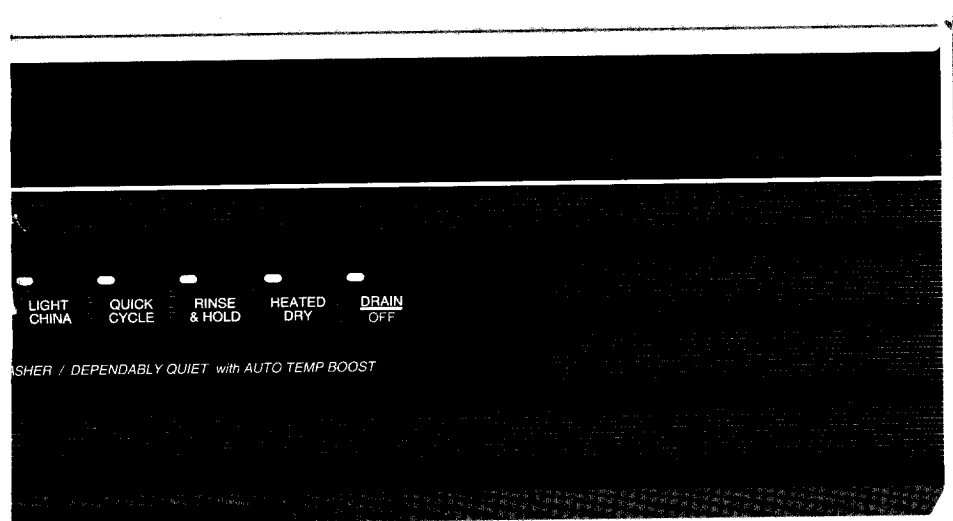 LIGHT
CHINA
QUICK
CYCLE
RINSE
& HOLD
HEATED
DRY
DRAIN
OFF
ASHER / DEPENDABLY QUIET with AUTO TEMP BOOST